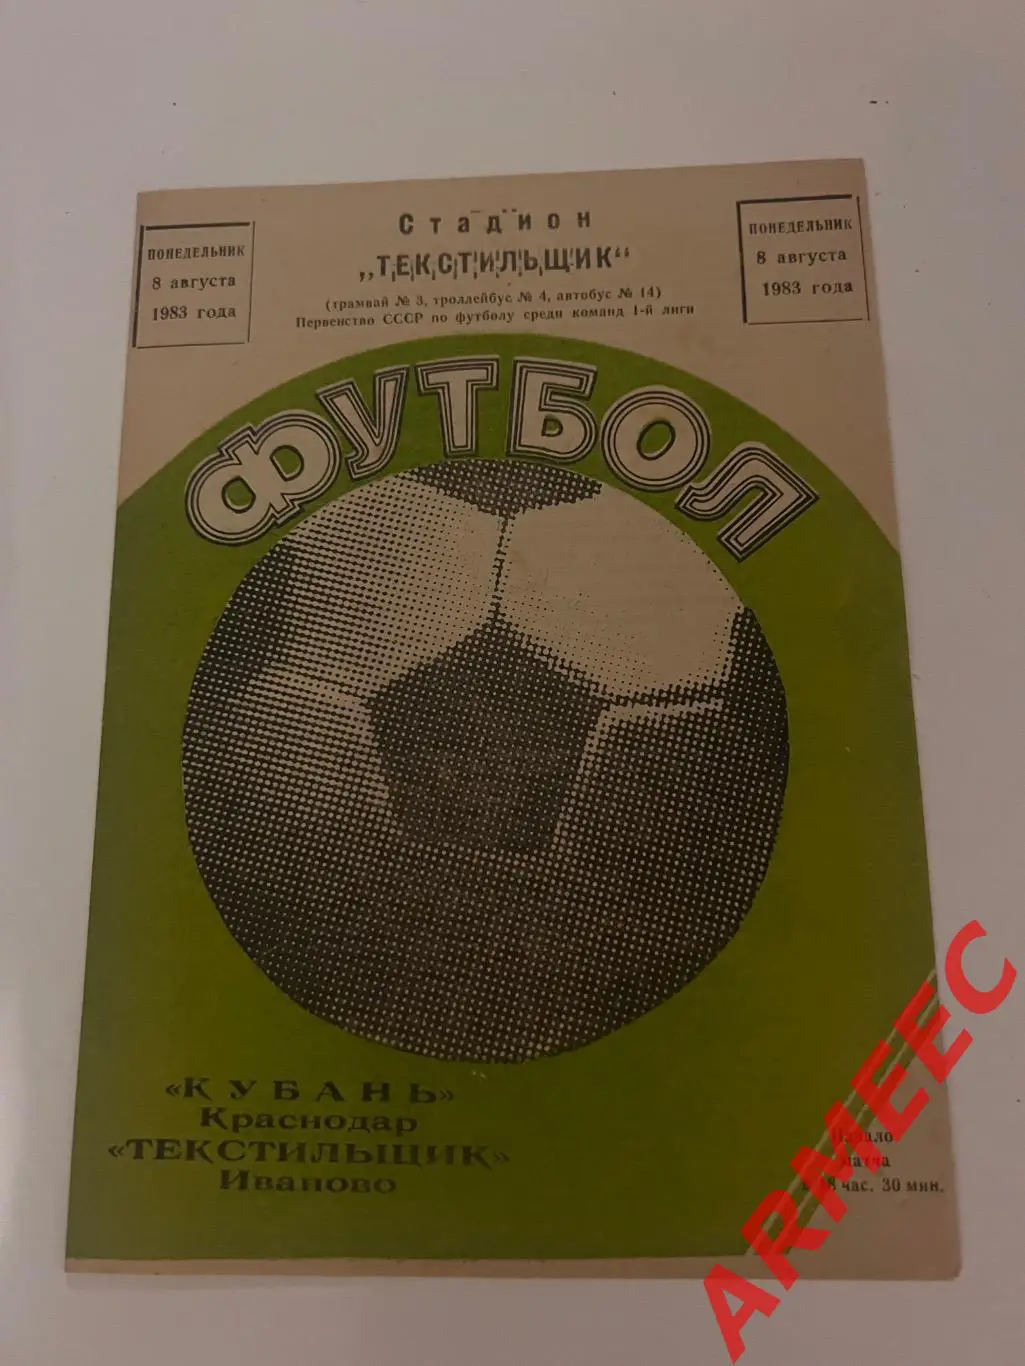 Стадион
„ТЕКСТИЛЬЩИК“
(трамвай № 3, троллейбус № 4, автобус № 14)
Первенство СССР по футболу среди команд 1-й лиги
ПОНЕДЕЛЬНИК
8 августа
1983 года
ПОНЕДЕЛЬНИК
8 августа
1983 года
ФУТБОЛ
«КУБАНЬ»
Краснодар
«ТЕКСТИЛЬЩИК»
Иваново
Начало
матча
в 18 час. 30 мин.
ARMEEC